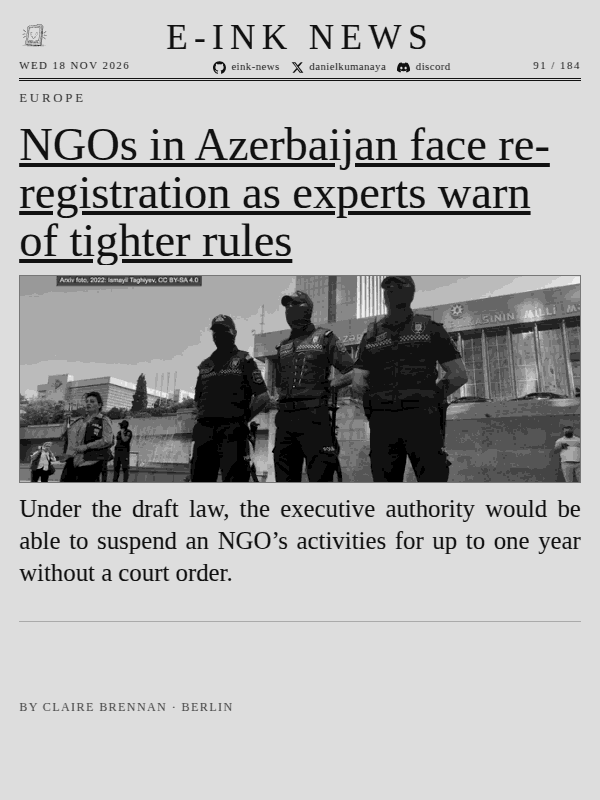 E-INK NEWS
WED 18 NOV 2026
eink-news danielkumanaya discord
91 / 184
EUROPE
NGOs in Azerbaijan face re-
registration as experts warn
of tighter rules
Arxiv foto, 2022: Ismayil Taghiyev, CC BY-SA 4.0
Under the draft law, the executive authority would be
able to suspend an NGO’s activities for up to one year
without a court order.
BY CLAIRE BRENNAN · BERLIN